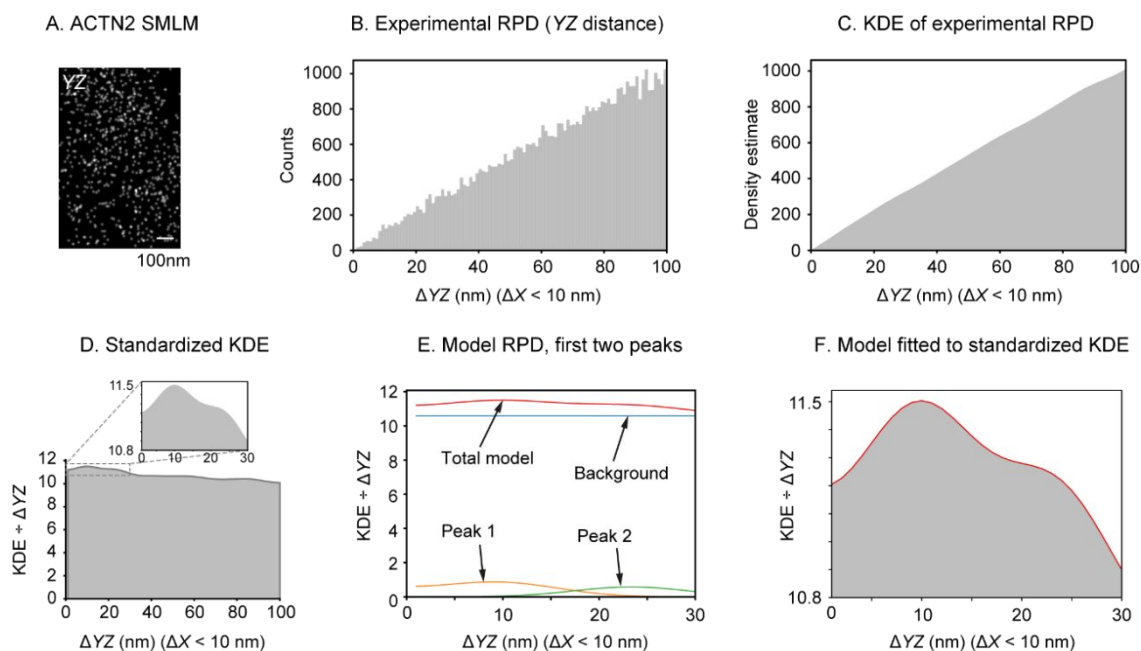 A. ACTN2 SMLM
YZ
100nm
B. Experimental RPD (YZ distance)
1000
800
600
400
200
0
Counts
0 20 40 60 80 100
ΔYZ (nm) (ΔX < 10 nm)
C. KDE of experimental RPD
1000
800
600
400
200
0
Density estimate
0 20 40 60 80 100
ΔYZ (nm) (ΔX < 10 nm)
D. Standardized KDE
11.5
10.8
0 10 20 30
12
10
8
6
4
2
0
KDE ÷ ΔYZ
0 20 40 60 80 100
ΔYZ (nm) (ΔX < 10 nm)
E. Model RPD, first two peaks
12
10
8
6
4
2
0
KDE ÷ ΔYZ
Total model
Background
Peak 1
Peak 2
0 10 20 30
ΔYZ (nm) (ΔX < 10 nm)
F. Model fitted to standardized KDE
11.5
10.8
KDE ÷ ΔYZ
0 10 20 30
ΔYZ (nm) (ΔX < 10 nm)